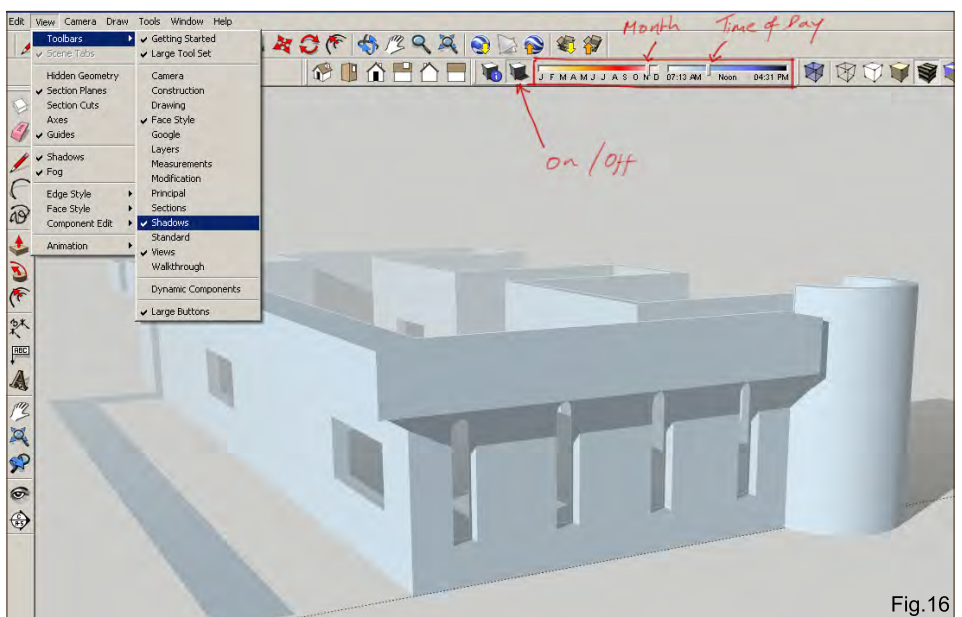 Edit View Camera Draw Tools Window Help
Month Time of Day
Toolbars
Scene Tabs
Hidden Geometry
Section Planes
Section Cuts
Axes
Guides
Shadows
Fog
Edge Style
Face Style
Component Edit
Animation
Getting Started
Large Tool Set
Camera
Construction
Drawing
Face Style
Google
Layers
Measurements
Modification
Principal
Sections
Shadows
Standard
Views
Walkthrough
Dynamic Components
Large Buttons
J F M A M J J A S O N D 07:13 AM Noon 04:31 PM
on / off
ABC
Fig.16